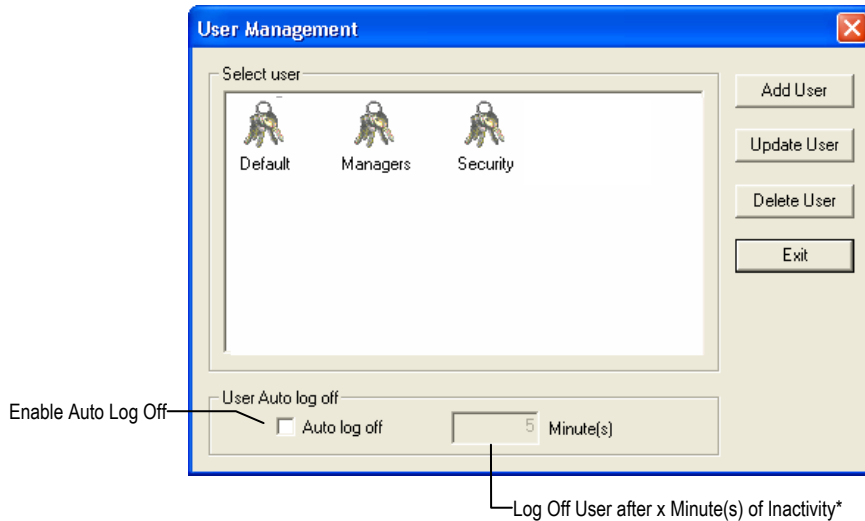 User Management
Select user
Default Managers Security
Add User
Update User
Delete User
Exit
User Auto log off
Enable Auto Log Off
Auto log off 5 Minute(s)
Log Off User after x Minute(s) of Inactivity*